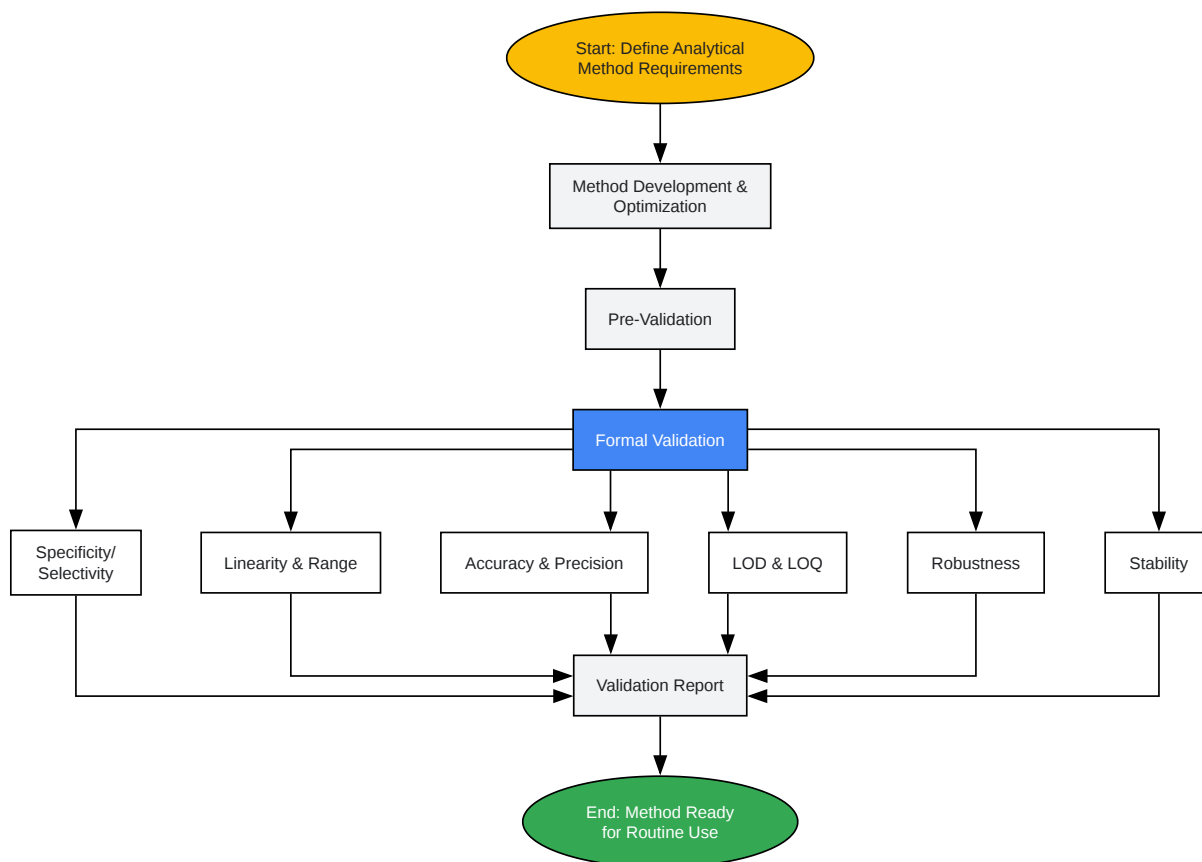 Start: Define Analytical
Method Requirements
Method Development &
Optimization
Pre-Validation
Formal Validation
Specificity/
Selectivity
Linearity & Range
Accuracy & Precision
LOD & LOQ
Robustness
Stability
Validation Report
End: Method Ready
for Routine Use